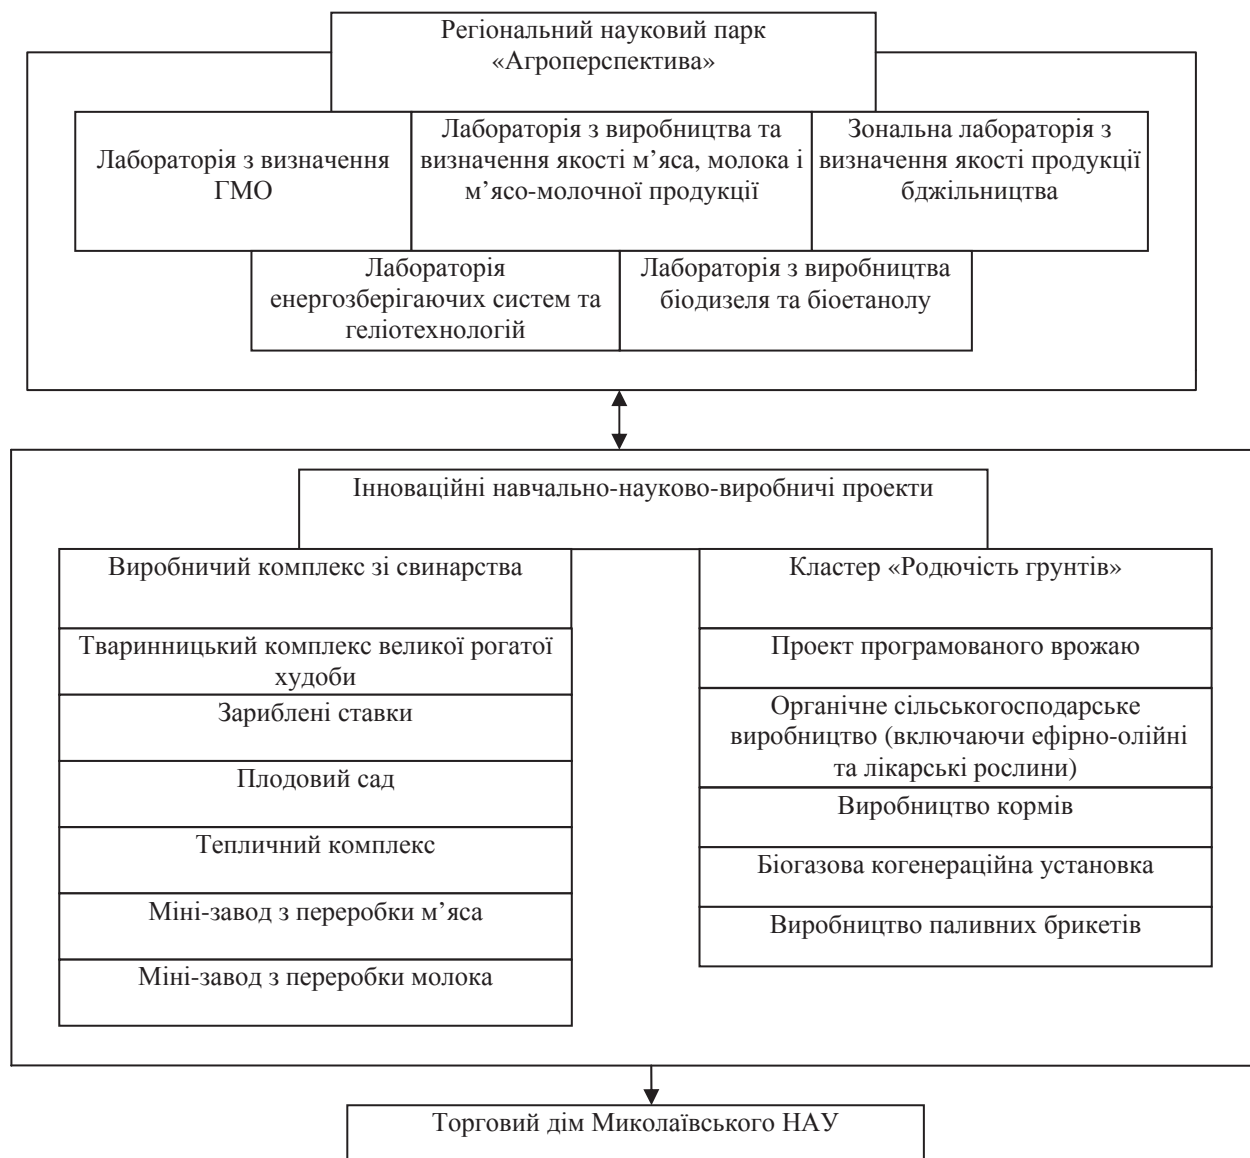 Регіональний науковий парк
«Агроперспектива»
Лабораторія з визначення
ГМО
Лабораторія з виробництва та
визначення якості м’яса, молока і
м’ясо-молочної продукції
Зональна лабораторія з
визначення якості продукції
бджільництва
Лабораторія
енергозберігаючих систем та
геліотехнологій
Лабораторія з виробництва
біодизеля та біоетанолу
Інноваційні навчально-науково-виробничі проекти
Виробничий комплекс зі свинарства
Тваринницький комплекс великої рогатої
худоби
Зариблені ставки
Плодовий сад
Тепличний комплекс
Міні-завод з переробки м’яса
Міні-завод з переробки молока
Кластер «Родючість грунтів»
Проект програмованого врожаю
Органічне сільськогосподарське
виробництво (включаючи ефірно-олійні
та лікарські рослини)
Виробництво кормів
Біогазова когенераційна установка
Виробництво паливних брикетів
Торговий дім Миколаївського НАУ